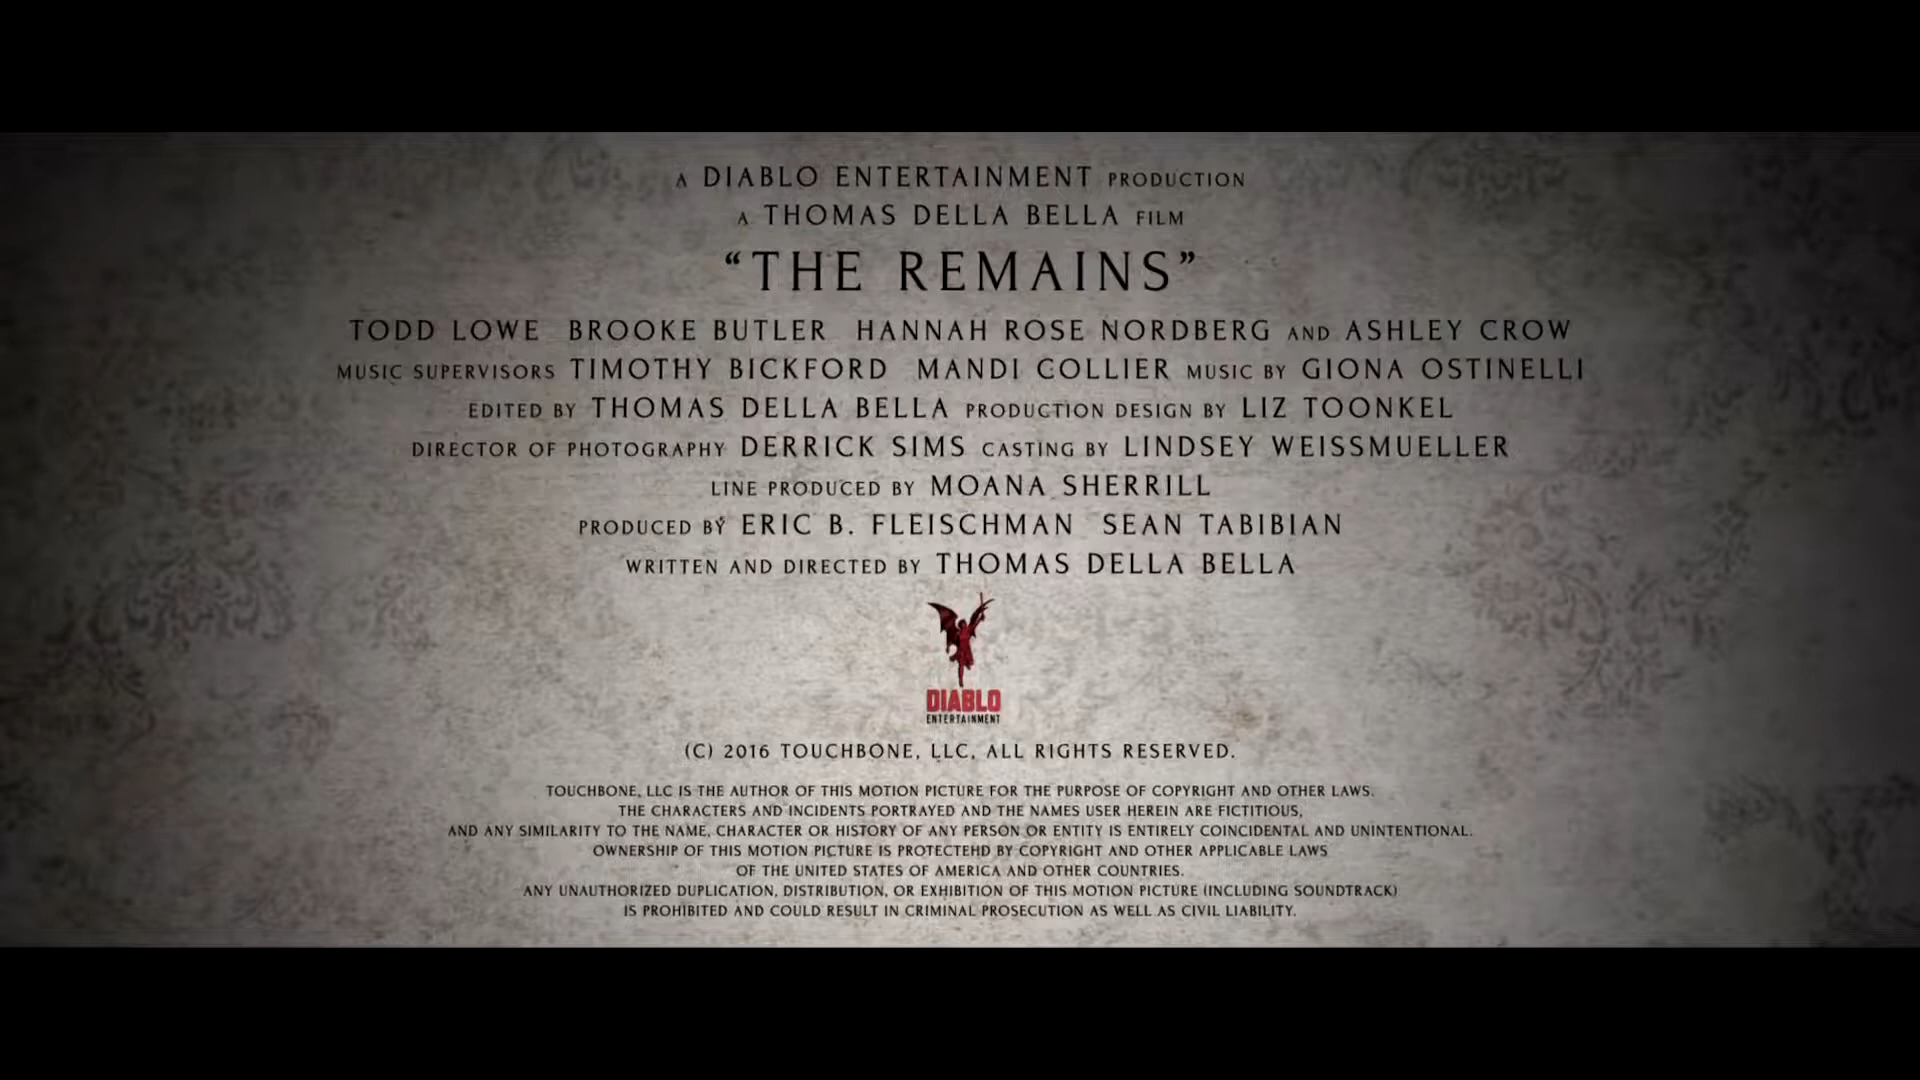 A DIABLO ENTERTAINMENT PRODUCTION
A THOMAS DELLA BELLA FILM
“THE REMAINS”
TODD LOWE BROOKE BUTLER HANNAH ROSE NORDBERG AND ASHLEY CROW
MUSIC SUPERVISORS TIMOTHY BICKFORD MANDI COLLIER MUSIC BY GIONA OSTINELLI
EDITED BY THOMAS DELLA BELLA PRODUCTION DESIGN BY LIZ TOONKEL
DIRECTOR OF PHOTOGRAPHY DERRICK SIMS CASTING BY LINDSEY WEISSMUELLER
LINE PRODUCED BY MOANA SHERRILL
PRODUCED BY ERIC B. FLEISCHMAN SEAN TABIBIAN
WRITTEN AND DIRECTED BY THOMAS DELLA BELLA
DIABLO
ENTERTAINMENT
(C) 2016 TOUCHBONE, LLC, ALL RIGHTS RESERVED.
TOUCHBONE, LLC IS THE AUTHOR OF THIS MOTION PICTURE FOR THE PURPOSE OF COPYRIGHT AND OTHER LAWS.
THE CHARACTERS AND INCIDENTS PORTRAYED AND THE NAMES USER HEREIN ARE FICTITIOUS,
AND ANY SIMILARITY TO THE NAME, CHARACTER OR HISTORY OF ANY PERSON OR ENTITY IS ENTIRELY COINCIDENTAL AND UNINTENTIONAL.
OWNERSHIP OF THIS MOTION PICTURE IS PROTECTEHD BY COPYRIGHT AND OTHER APPLICABLE LAWS
OF THE UNITED STATES OF AMERICA AND OTHER COUNTRIES.
ANY UNAUTHORIZED DUPLICATION, DISTRIBUTION, OR EXHIBITION OF THIS MOTION PICTURE (INCLUDING SOUNDTRACK)
IS PROHIBITED AND COULD RESULT IN CRIMINAL PROSECUTION AS WELL AS CIVIL LIABILITY.